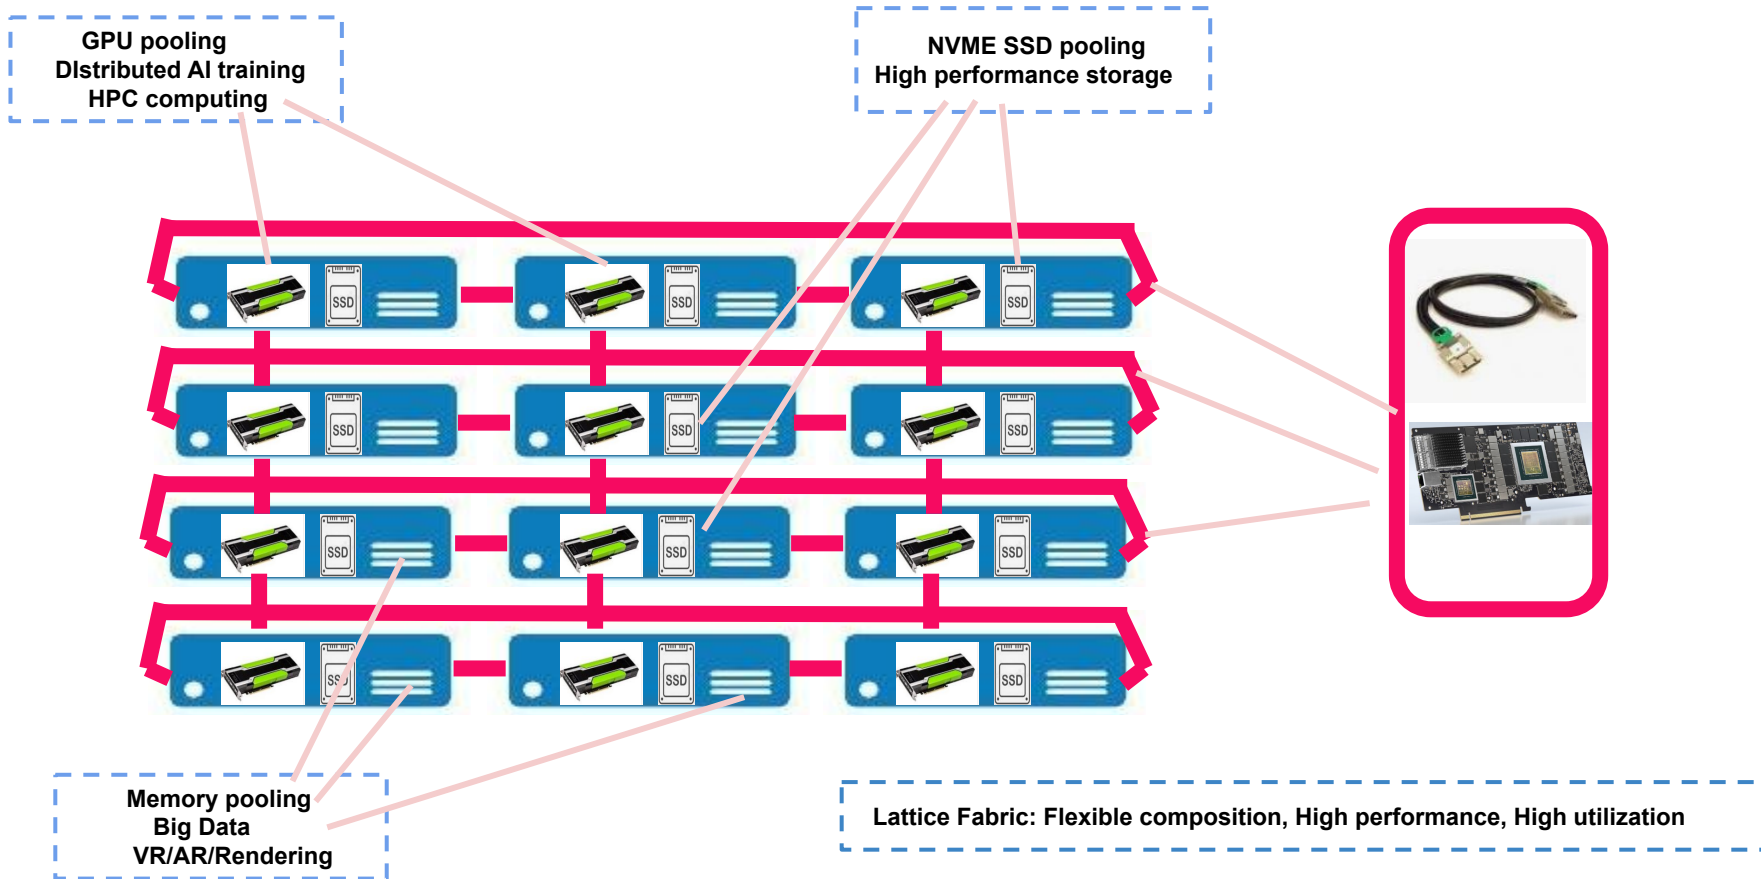 GPU pooling
DIstributed AI training
HPC computing
NVME SSD pooling
High performance storage
SSD
SSD
SSD
SSD
SSD
SSD
SSD
SSD
SSD
SSD
SSD
SSD
Memory pooling
Big Data
VR/AR/Rendering
Lattice Fabric: Flexible composition, High performance, High utilization